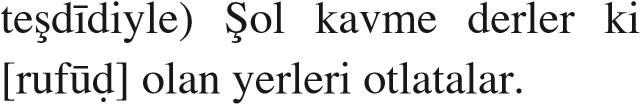 teşdīdiyle) Şol kavme derler ki
[rufūḍ] olan yerleri otlatalar.